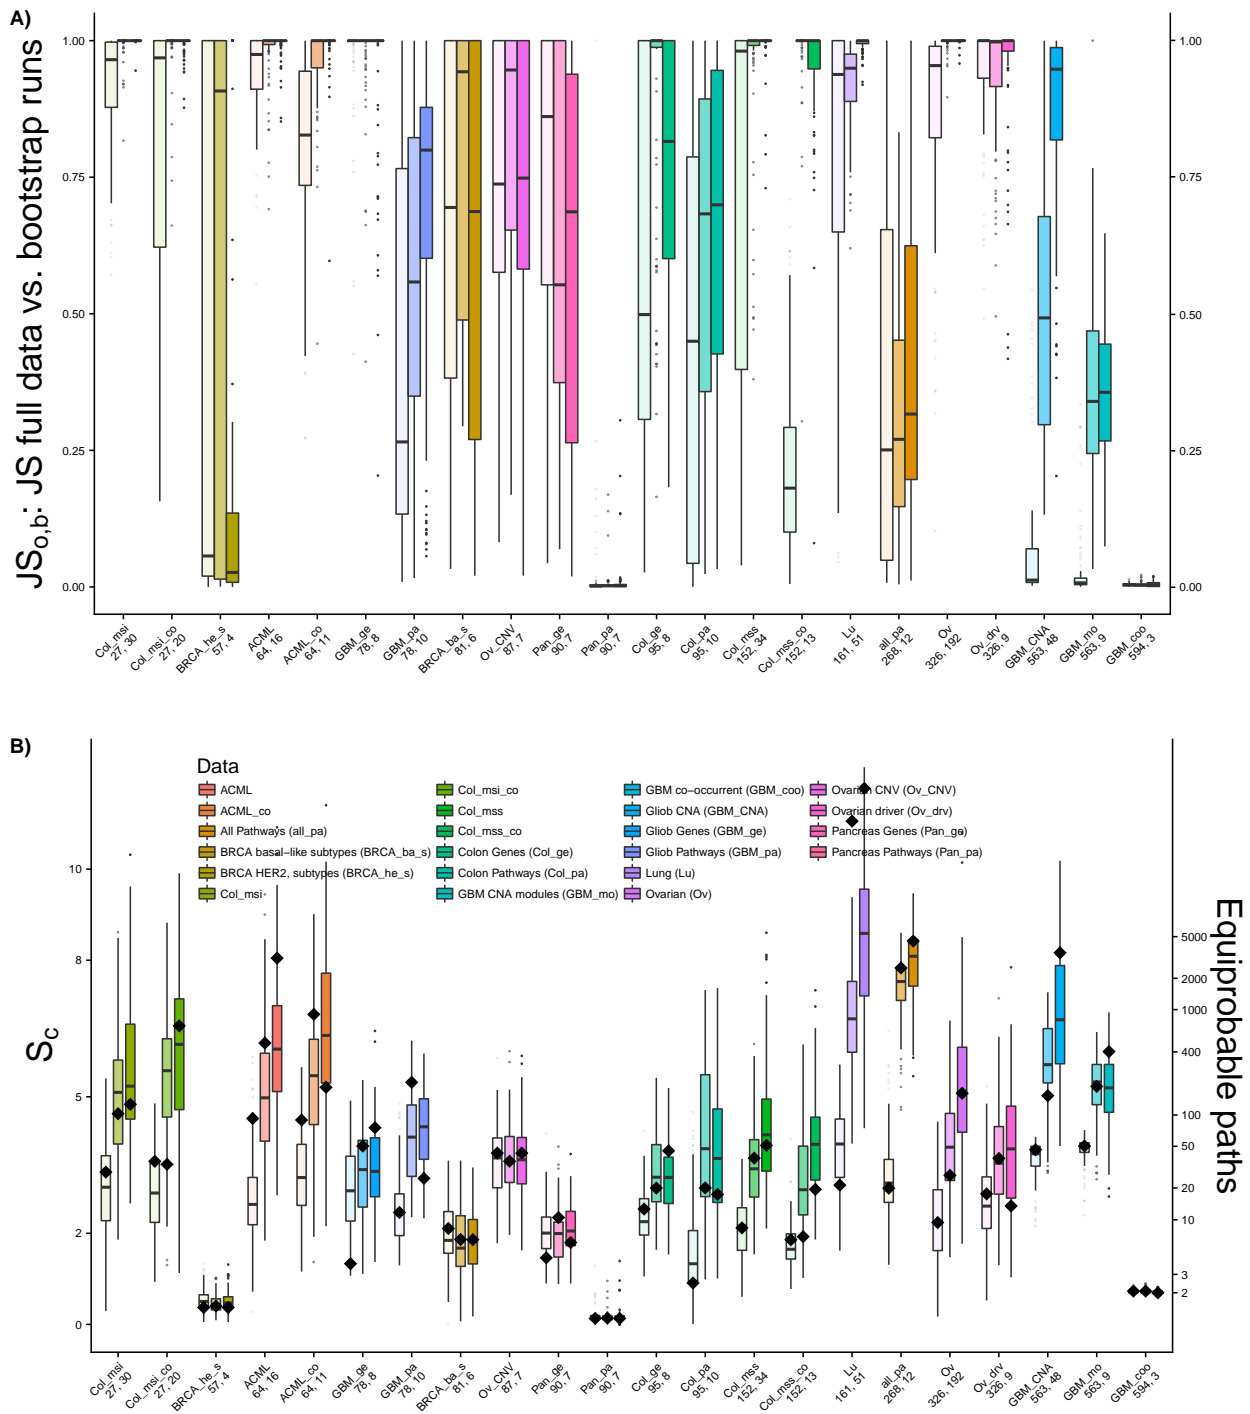 A)
JS₀,b: JS full data vs. bootstrap runs
1.00
0.75
0.50
0.25
0.00
1.00
0.75
0.50
0.25
0.00
Col_msi
27, 30
Col_msi_co
27, 20
BRCA_he_s
57, 4
ACML
64, 16
ACML_co
64, 11
GBM_ge
78, 8
GBM_pa
78, 10
BRCA_ba_s
81, 6
Ov_CNV
87, 7
Pan_ge
90, 7
Pan_pa
90, 7
Col_ge
95, 8
Col_pa
95, 10
Col_mss
152, 34
Col_mss_co
152, 13
Lu
161, 51
all_pa
268, 12
Ov
326, 192
Ov_drv
326, 9
GBM_CNA
563, 48
GBM_mo
563, 9
GBM_coo
594, 3
B)
Data
ACML
ACML_co
All Pathways (all_pa)
BRCA basal−like subtypes (BRCA_ba_s)
BRCA HER2, subtypes (BRCA_he_s)
Col_msi
Col_msi_co
Col_mss
Col_mss_co
Colon Genes (Col_ge)
Colon Pathways (Col_pa)
GBM CNA modules (GBM_mo)
GBM co−occurrent (GBM_coo)
Gliob CNA (GBM_CNA)
Gliob Genes (GBM_ge)
Gliob Pathways (GBM_pa)
Lung (Lu)
Ovarian (Ov)
Ovarian CNV (Ov_CNV)
Ovarian driver (Ov_drv)
Pancreas Genes (Pan_ge)
Pancreas Pathways (Pan_pa)
Sc
10
8
5
2
0
Equiprobable paths
5000
2000
1000
400
100
50
20
10
3
2
Col_msi
27, 30
Col_msi_co
27, 20
BRCA_he_s
57, 4
ACML
64, 16
ACML_co
64, 11
GBM_ge
78, 8
GBM_pa
78, 10
BRCA_ba_s
81, 6
Ov_CNV
87, 7
Pan_ge
90, 7
Pan_pa
90, 7
Col_ge
95, 8
Col_pa
95, 10
Col_mss
152, 34
Col_mss_co
152, 13
Lu
161, 51
all_pa
268, 12
Ov
326, 192
Ov_drv
326, 9
GBM_CNA
563, 48
GBM_mo
563, 9
GBM_coo
594, 3